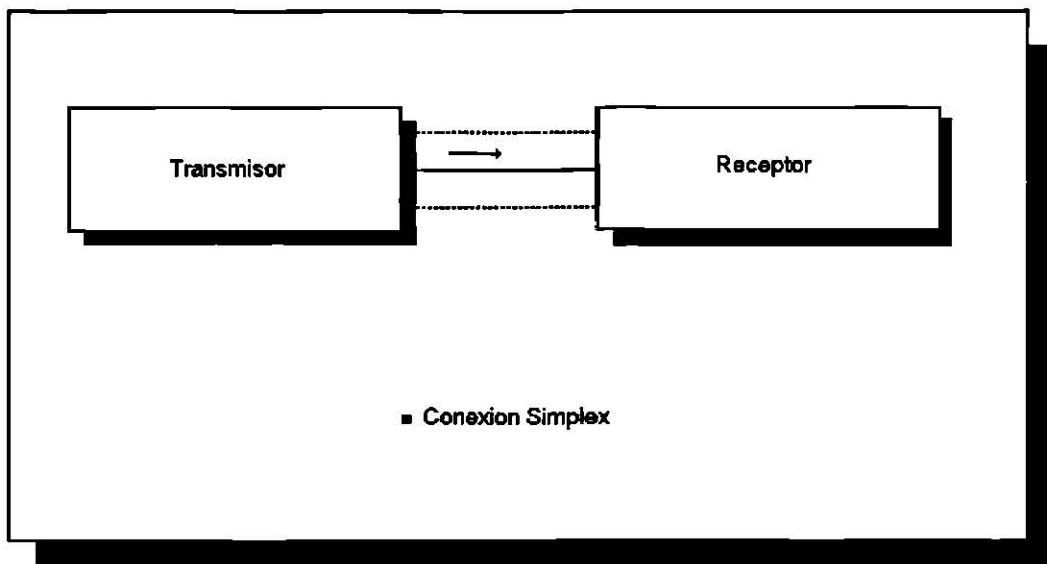 Transmisor
Receptor
▪ Conexion Simplex